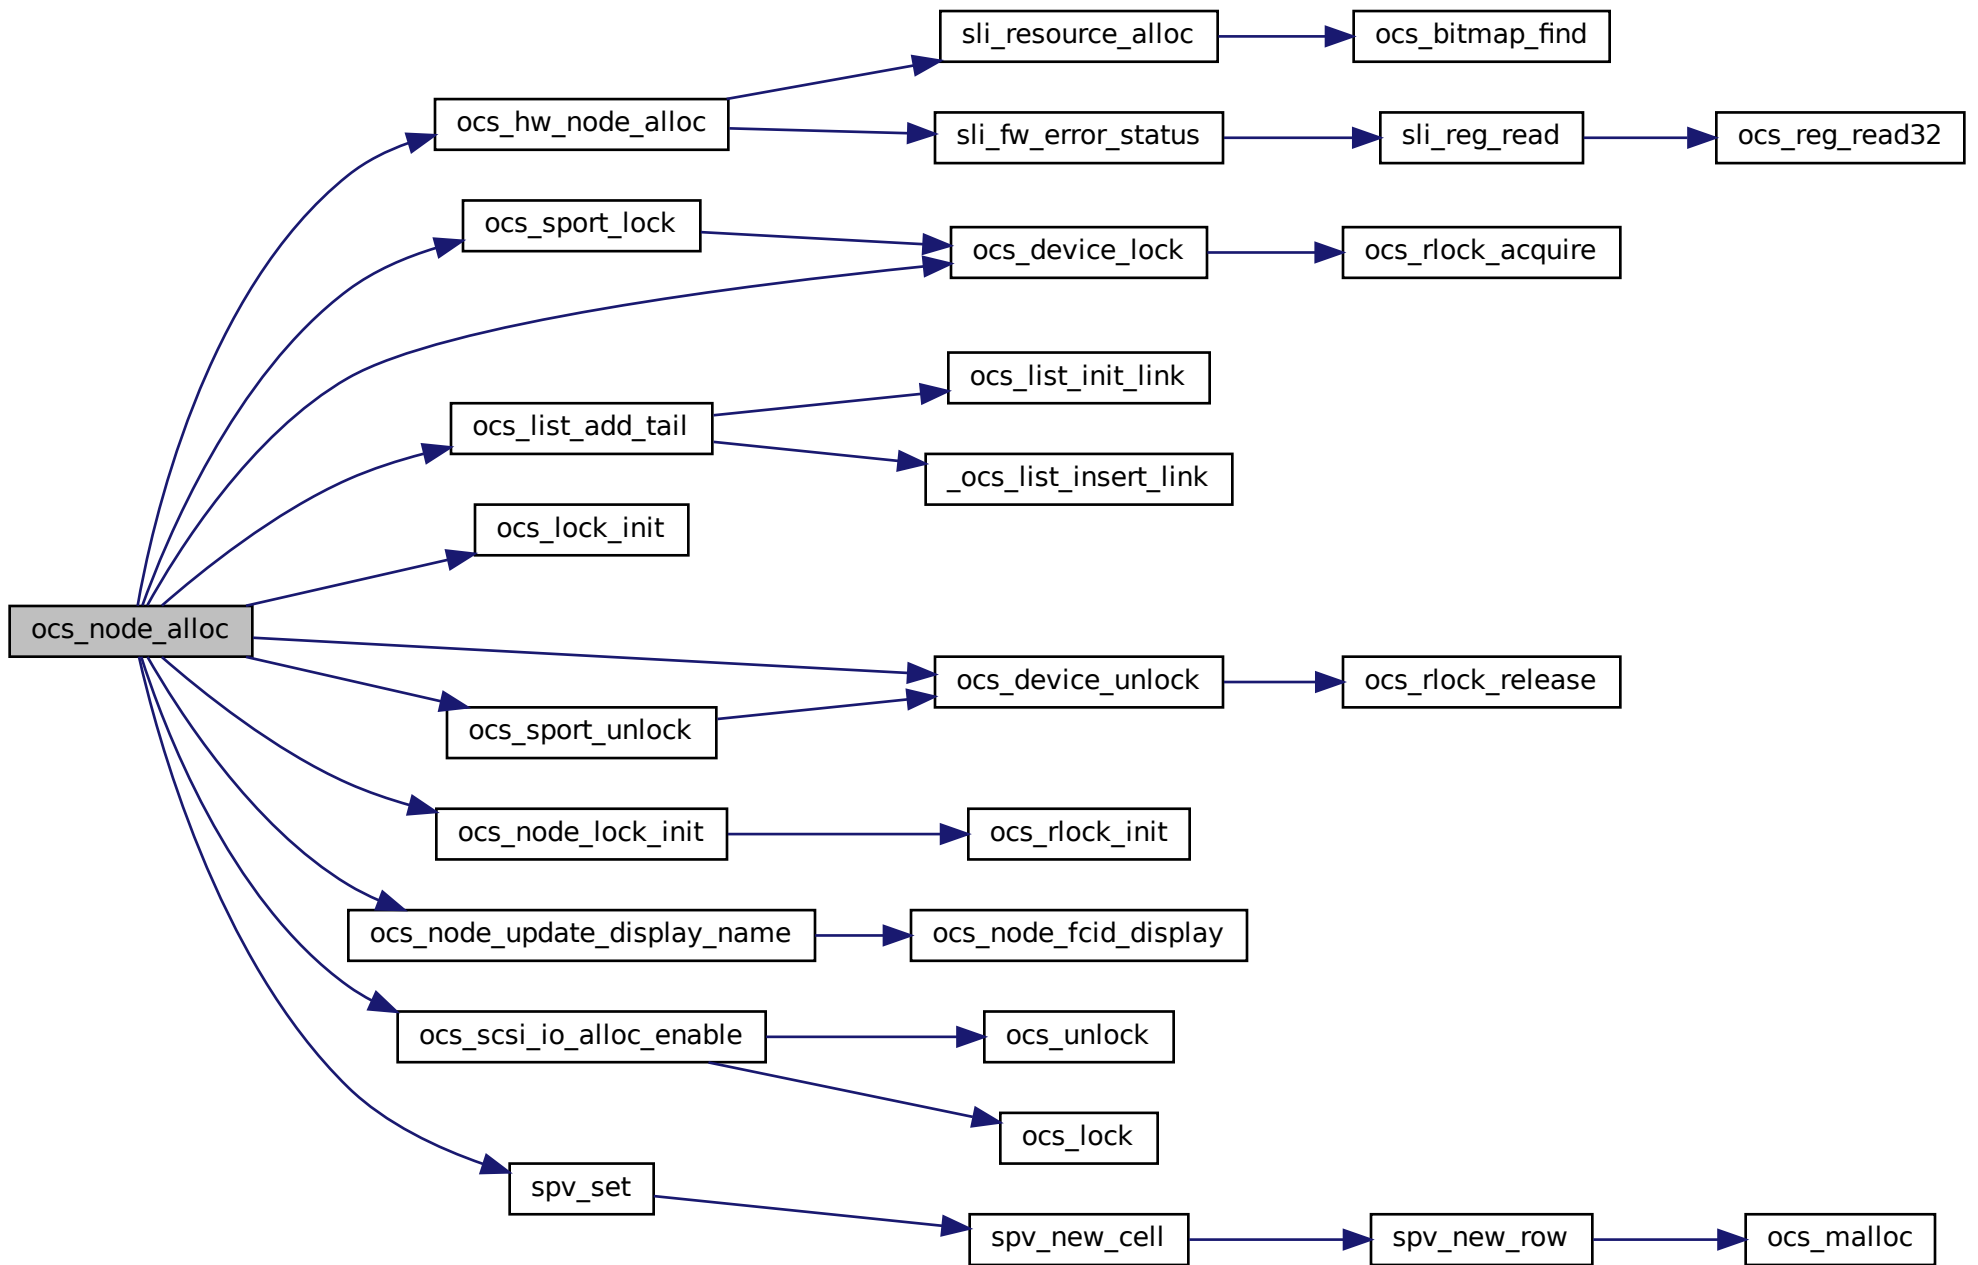 sli_resource_alloc
ocs_bitmap_find
ocs_hw_node_alloc
sli_fw_error_status
sli_reg_read
ocs_reg_read32
ocs_sport_lock
ocs_device_lock
ocs_rlock_acquire
ocs_list_init_link
ocs_list_add_tail
_ocs_list_insert_link
ocs_lock_init
ocs_node_alloc
ocs_device_unlock
ocs_rlock_release
ocs_sport_unlock
ocs_node_lock_init
ocs_rlock_init
ocs_node_update_display_name
ocs_node_fcid_display
ocs_scsi_io_alloc_enable
ocs_unlock
ocs_lock
spv_set
spv_new_cell
spv_new_row
ocs_malloc